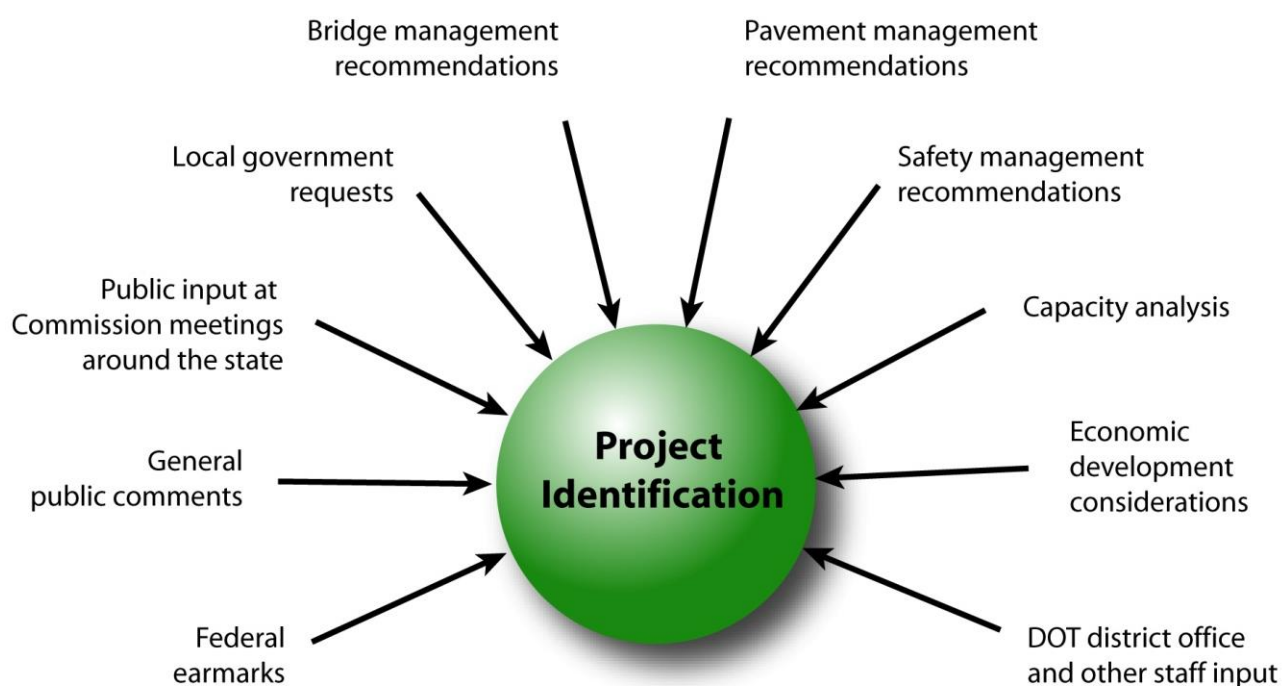 Bridge management
recommendations
Pavement management
recommendations
Local government
requests
Safety management
recommendations
Public input at
Commission meetings
around the state
Capacity analysis
General
public comments
Project
Identification
Economic
development
considerations
Federal
earmarks
DOT district office
and other staff input